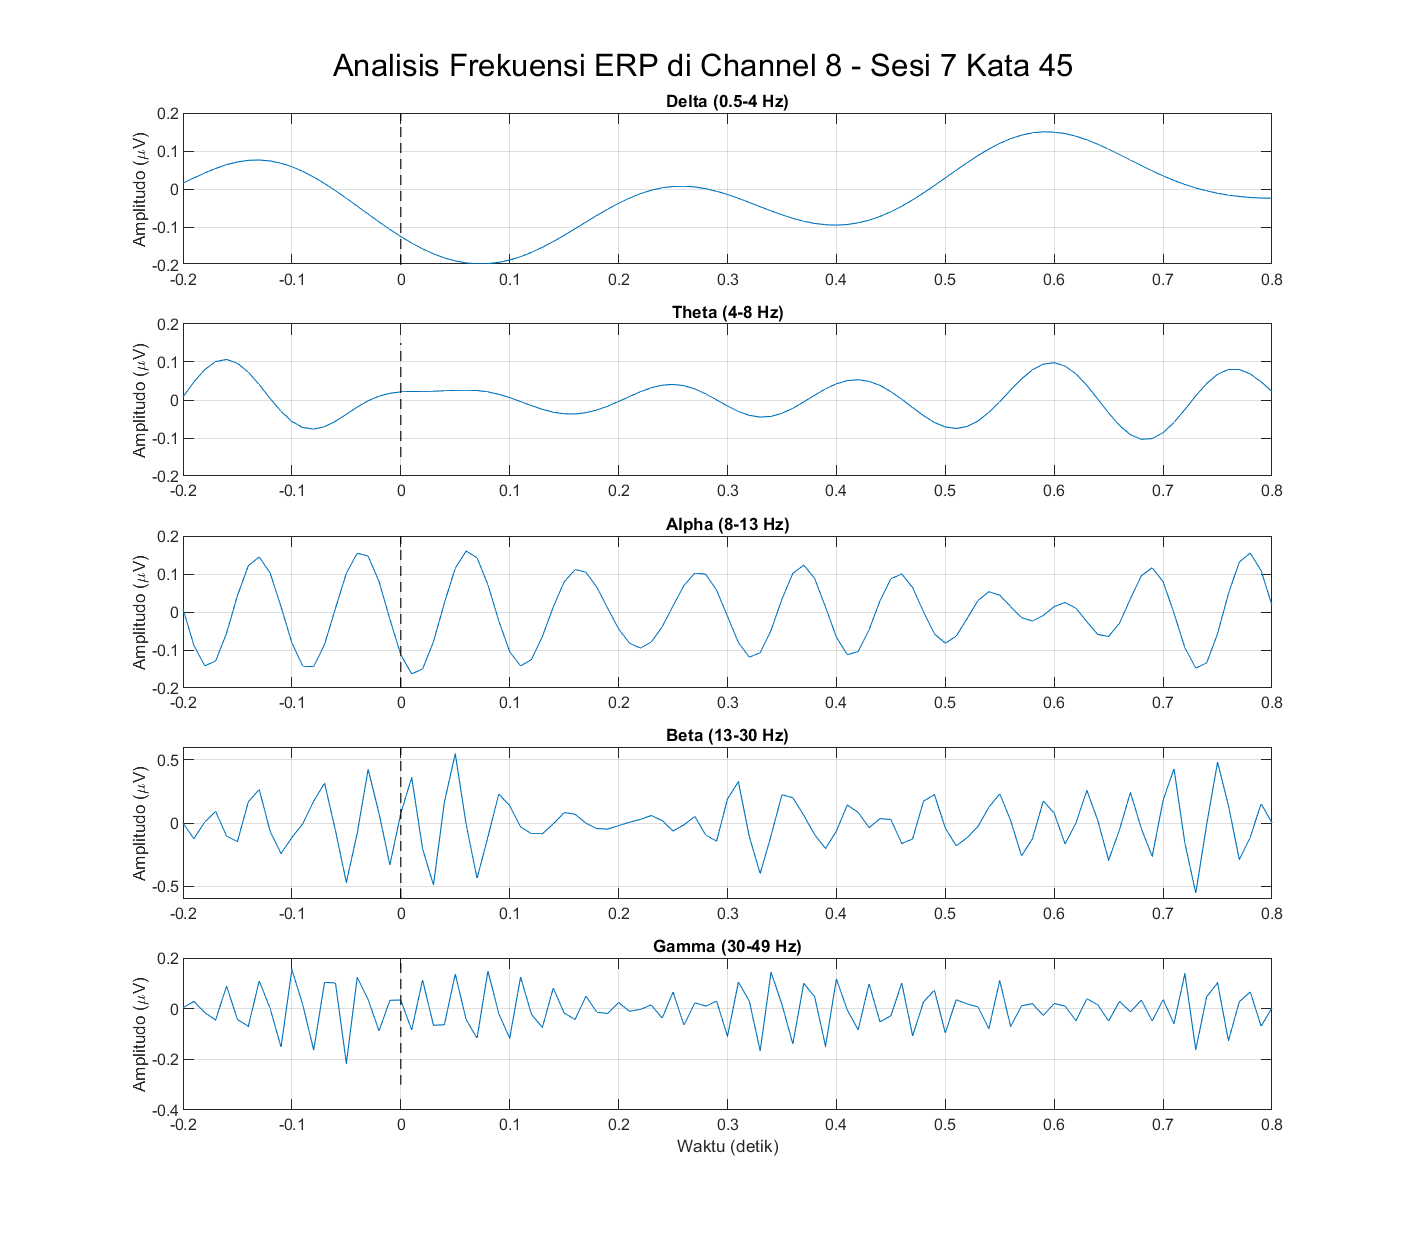 Analisis Frekuensi ERP di Channel 8 - Sesi 7 Kata 45
Delta (0.5-4 Hz)
Amplitudo (μV)
0.2
0.1
0
-0.1
-0.2
-0.2 -0.1 0 0.1 0.2 0.3 0.4 0.5 0.6 0.7 0.8
Theta (4-8 Hz)
Amplitudo (μV)
0.2
0.1
0
-0.1
-0.2
-0.2 -0.1 0 0.1 0.2 0.3 0.4 0.5 0.6 0.7 0.8
Alpha (8-13 Hz)
Amplitudo (μV)
0.2
0.1
0
-0.1
-0.2
-0.2 -0.1 0 0.1 0.2 0.3 0.4 0.5 0.6 0.7 0.8
Beta (13-30 Hz)
Amplitudo (μV)
0.5
0
-0.5
-0.2 -0.1 0 0.1 0.2 0.3 0.4 0.5 0.6 0.7 0.8
Gamma (30-49 Hz)
Amplitudo (μV)
0.2
0
-0.2
-0.4
-0.2 -0.1 0 0.1 0.2 0.3 0.4 0.5 0.6 0.7 0.8
Waktu (detik)